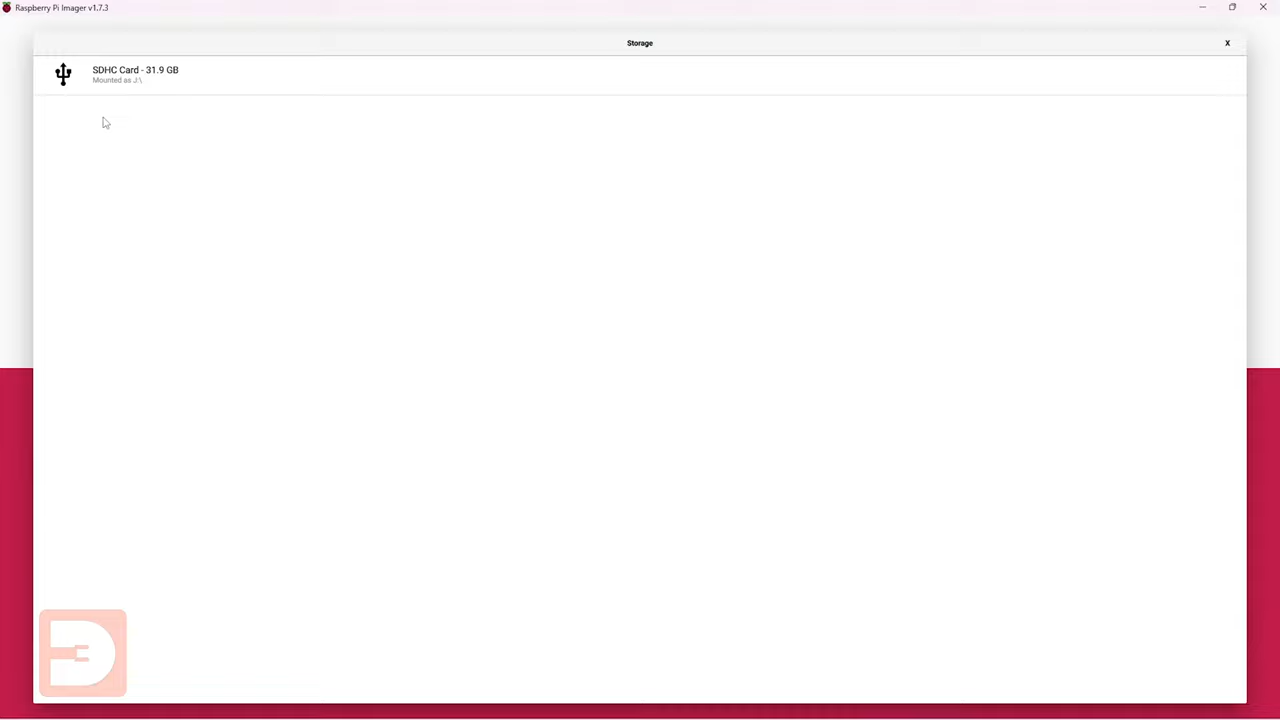 Raspberry Pi Imager v1.7.3
Storage
X
SDHC Card - 31.9 GB
Mounted as J:\